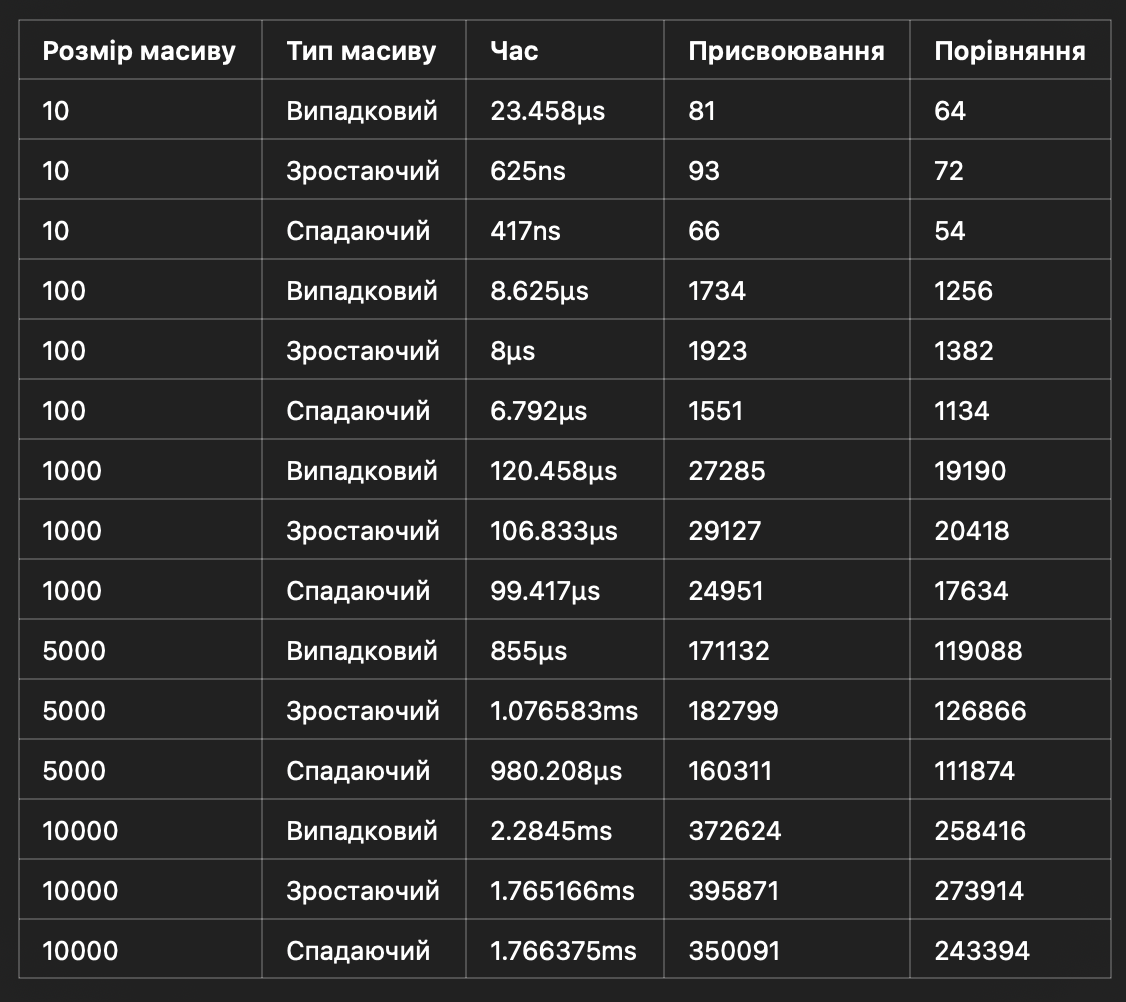 Розмір масиву Тип масиву Час Присвоювання Порівняння
10 Випадковий 23.458µs 81 64
10 Зростаючий 625ns 93 72
10 Спадаючий 417ns 66 54
100 Випадковий 8.625µs 1734 1256
100 Зростаючий 8µs 1923 1382
100 Спадаючий 6.792µs 1551 1134
1000 Випадковий 120.458µs 27285 19190
1000 Зростаючий 106.833µs 29127 20418
1000 Спадаючий 99.417µs 24951 17634
5000 Випадковий 855µs 171132 119088
5000 Зростаючий 1.076583ms 182799 126866
5000 Спадаючий 980.208µs 160311 111874
10000 Випадковий 2.2845ms 372624 258416
10000 Зростаючий 1.765166ms 395871 273914
10000 Спадаючий 1.766375ms 350091 243394